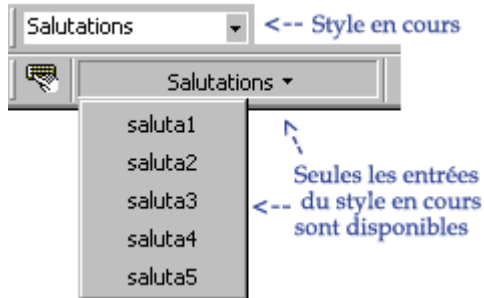 Salutations <-- Style en cours
Salutations
saluta1
saluta2
saluta3
saluta4
saluta5
Seules les entrées
<-- du style en cours
sont disponibles